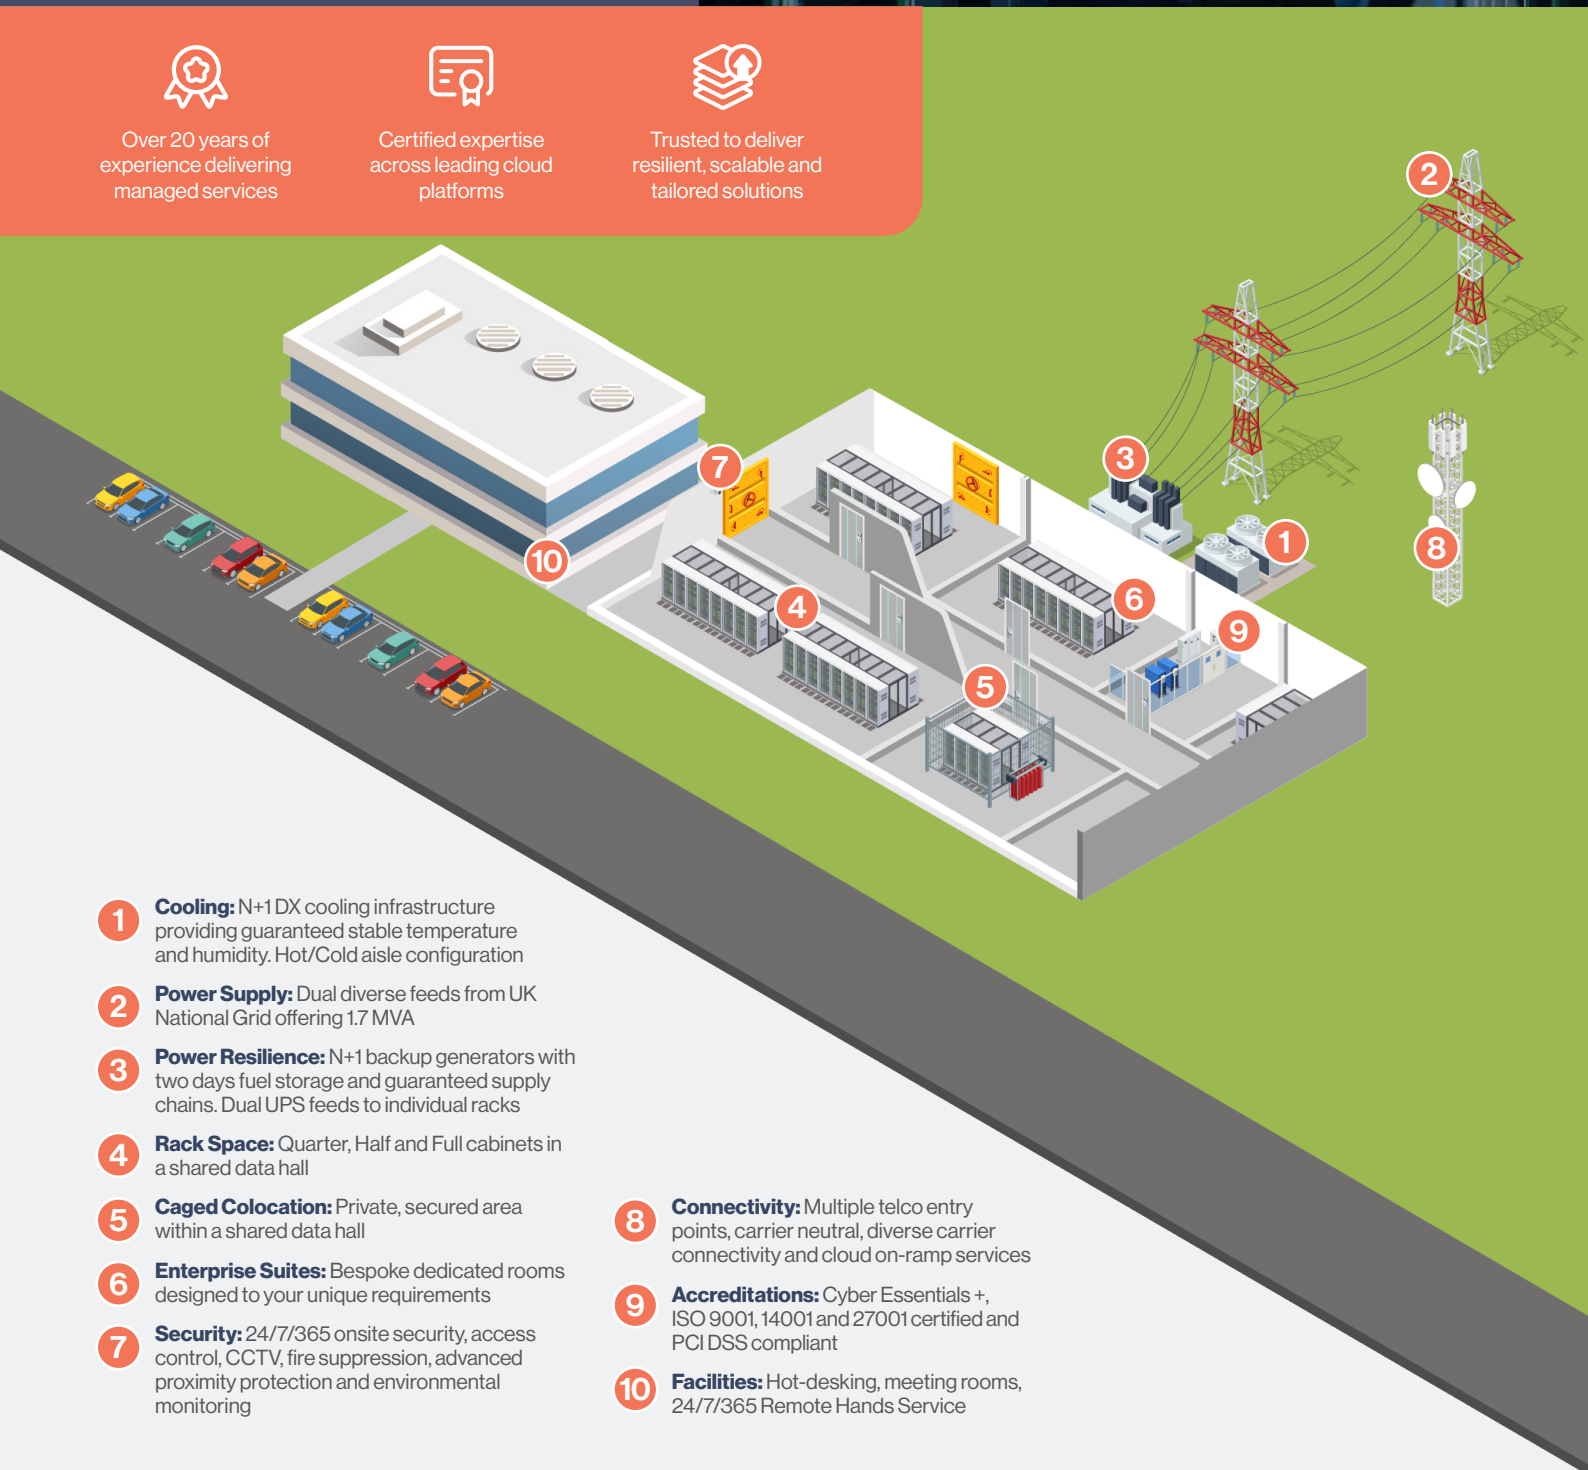 Over 20 years of
experience delivering
managed services
Certified expertise
across leading cloud
platforms
Trusted to deliver
resilient, scalable and
tailored solutions
2
3
1
8
7
10
4
6
9
5
1
Cooling: N+1 DX cooling infrastructure
providing guaranteed stable temperature
and humidity. Hot/Cold aisle configuration
2
Power Supply: Dual diverse feeds from UK
National Grid offering 1.7 MVA
3
Power Resilience: N+1 backup generators with
two days fuel storage and guaranteed supply
chains. Dual UPS feeds to individual racks
4
Rack Space: Quarter, Half and Full cabinets in
a shared data hall
5
Caged Colocation: Private, secured area
within a shared data hall
6
Enterprise Suites: Bespoke dedicated rooms
designed to your unique requirements
7
Security: 24/7/365 onsite security, access
control, CCTV, fire suppression, advanced
proximity protection and environmental
monitoring
8
Connectivity: Multiple telco entry
points, carrier neutral, diverse carrier
connectivity and cloud on-ramp services
9
Accreditations: Cyber Essentials +,
ISO 9001, 14001 and 27001 certified and
PCI DSS compliant
10
Facilities: Hot-desking, meeting rooms,
24/7/365 Remote Hands Service